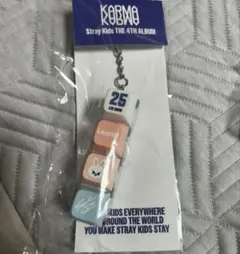 KARMA
Stray Kids THE 4TH ALBUM
25
KIDS EVERYWHERE
AROUND THE WORLD
YOU MAKE STRAY KIDS STAY